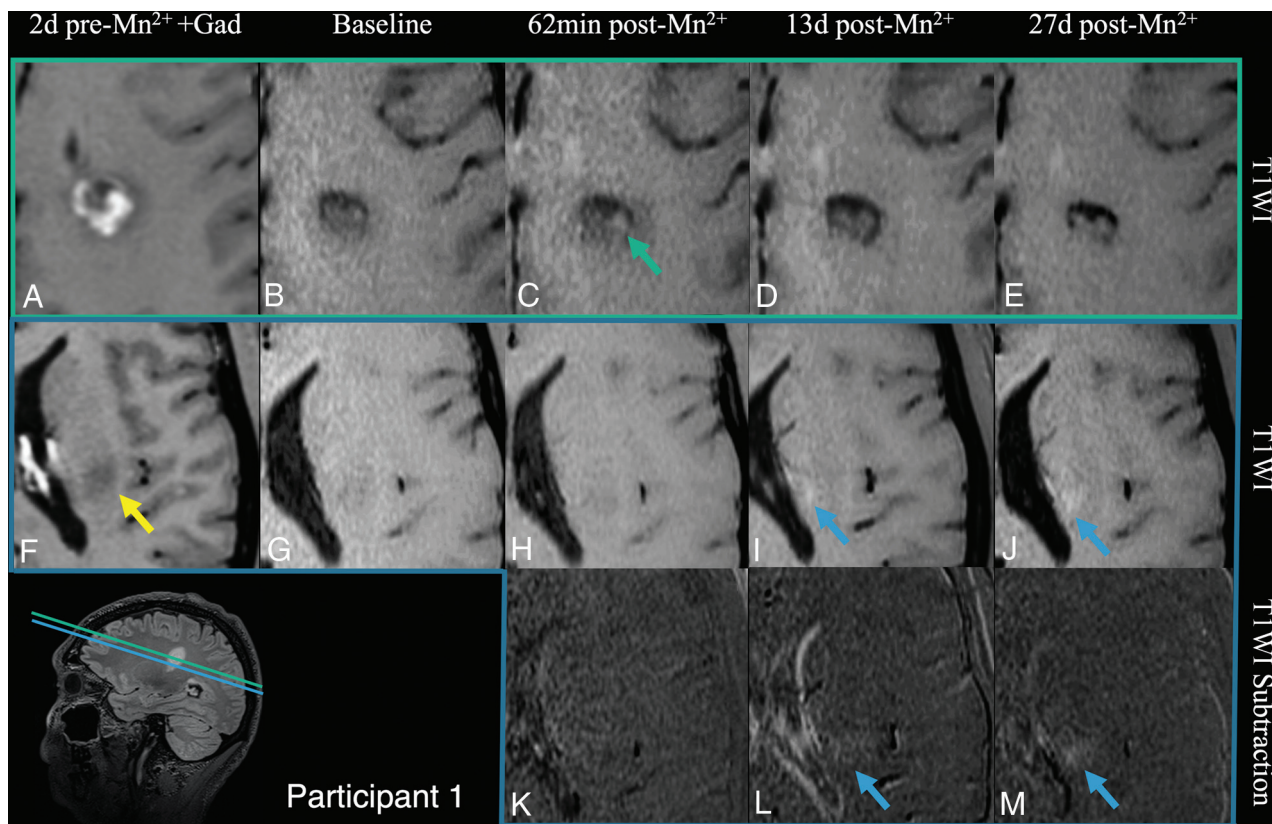 2d pre-Mn²⁺ +Gad Baseline 62min post-Mn²⁺ 13d post-Mn²⁺ 27d post-Mn²⁺
A B C D E T1WI
F G H I J T1WI
Participant 1 K L M T1WI Subtraction